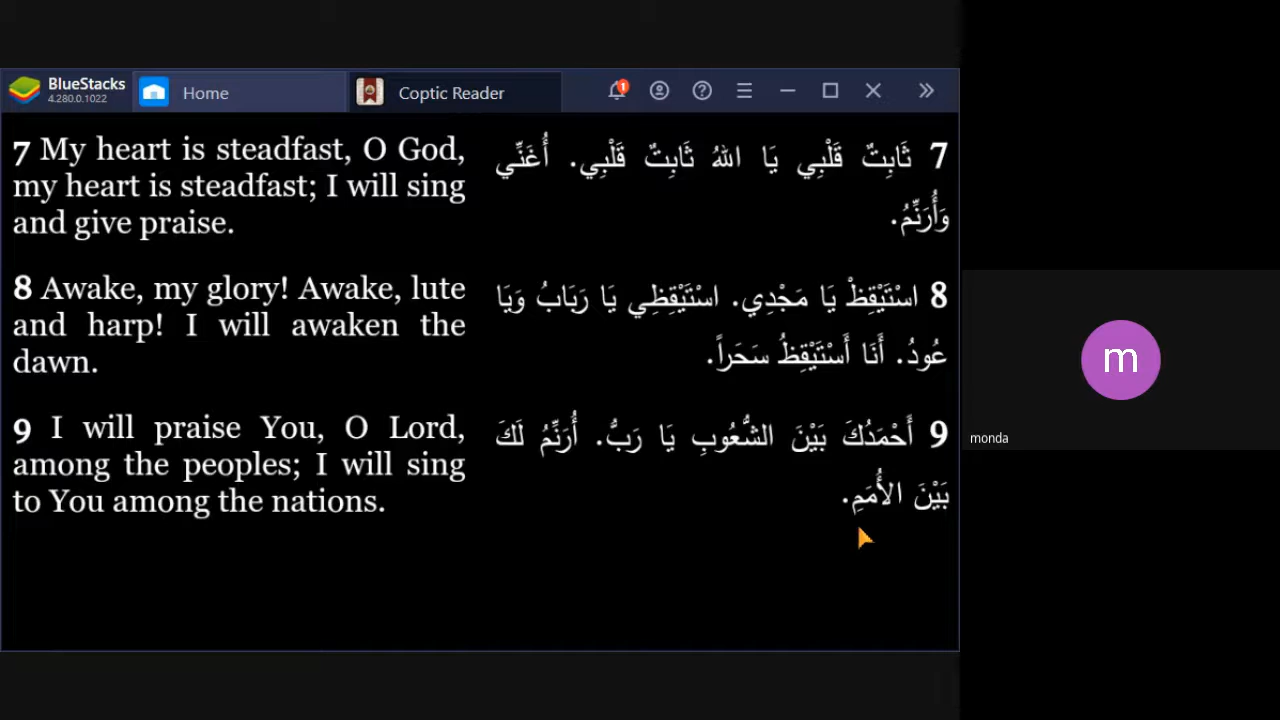 BlueStacks
4.280.0.1022
Home
Coptic Reader
1
7 My heart is steadfast, O God,
my heart is steadfast; I will sing
and give praise.
7 ثَابِتٌ قَلْبِي يَا اللهُ ثَابِتٌ قَلْبِي. أُغَنِّي
وَأُرَنِّمُ.
8 Awake, my glory! Awake, lute
and harp! I will awaken the
dawn.
8 اسْتَيْقِظْ يَا مَجْدِي. اسْتَيْقِظِي يَا رَبَابُ وَيَا
عُودُ. أَنَا أَسْتَيْقِظُ سَحَراً.
9 I will praise You, O Lord,
among the peoples; I will sing
to You among the nations.
9 أَحْمَدُكَ بَيْنَ الشُّعُوبِ يَا رَبُّ. أُرَنِّمُ لَكَ
بَيْنَ الأُمَمِ.
m
monda